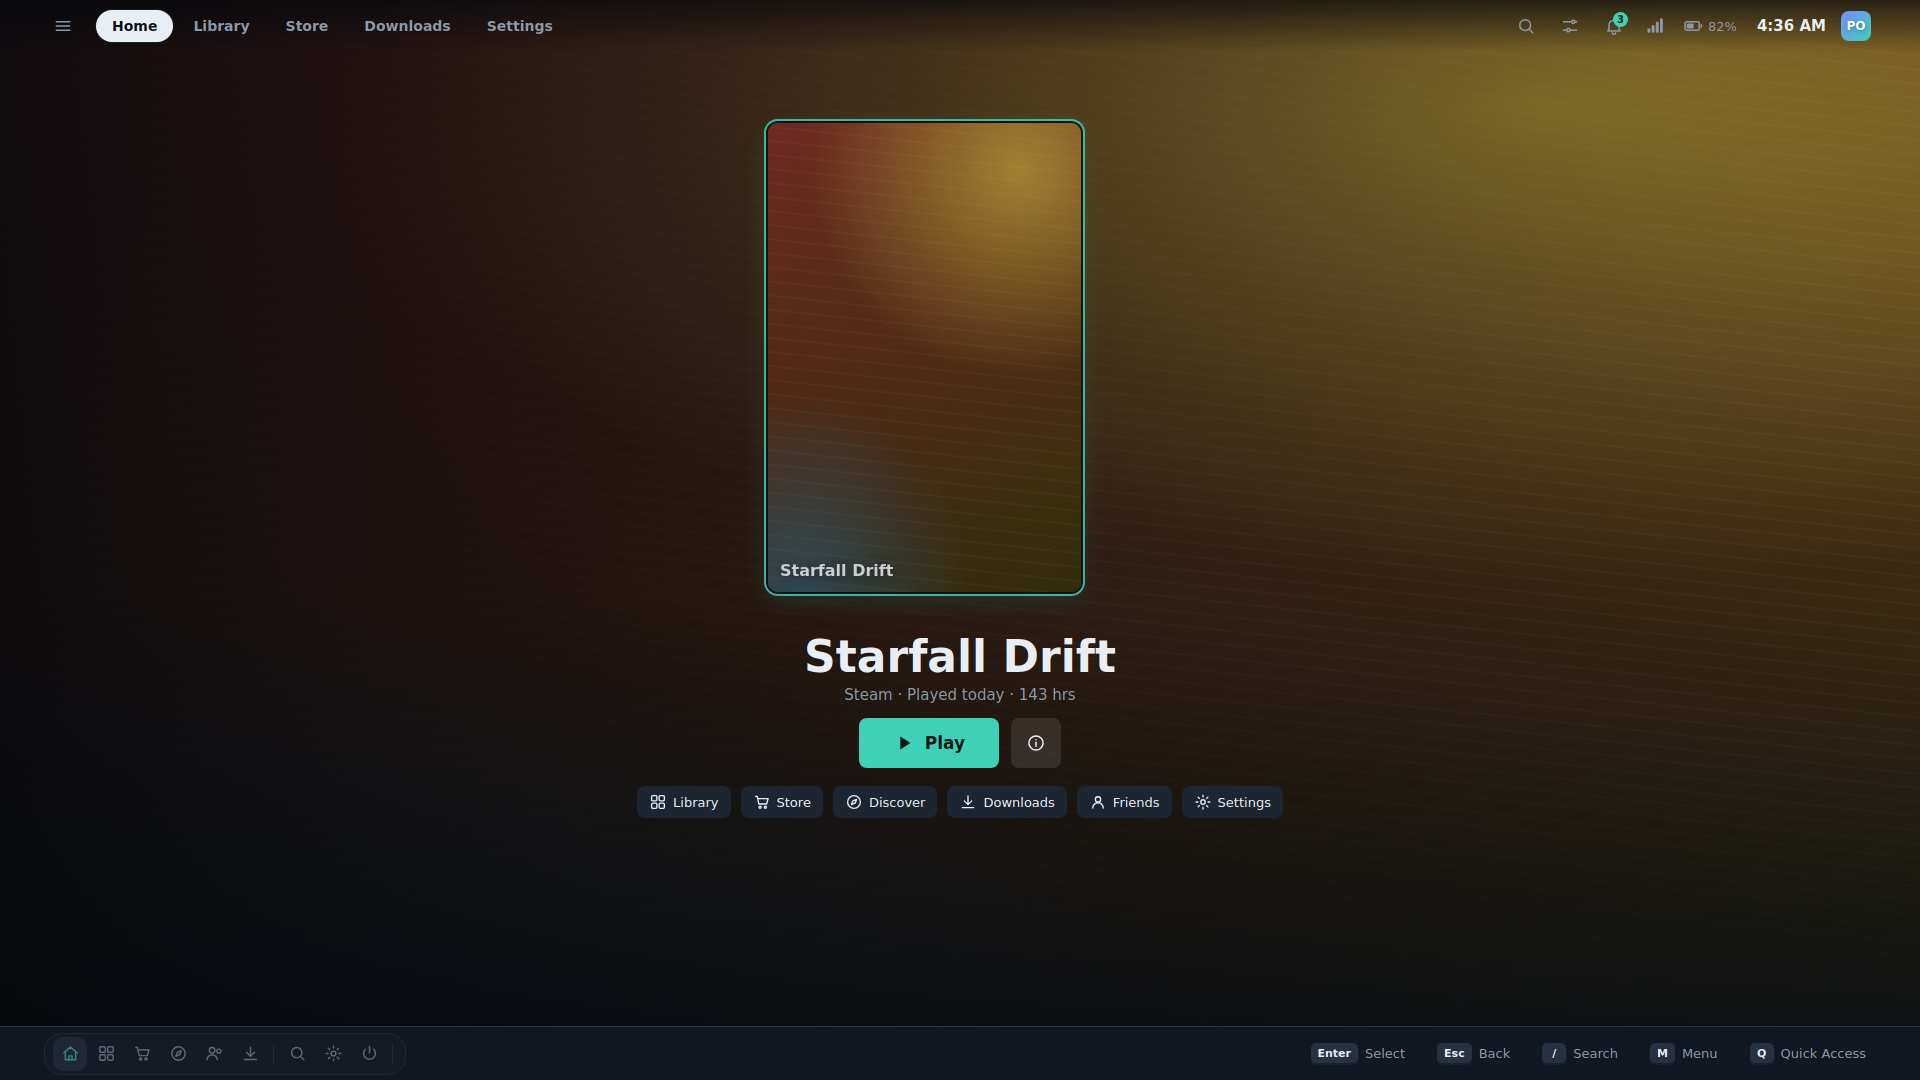 Home Library Store Downloads Settings 3 82% 4:36 AM PO
Starfall Drift
Starfall Drift
Steam · Played today · 143 hrs
Play
Library Store Discover Downloads Friends Settings
Enter Select Esc Back / Search M Menu Q Quick Access